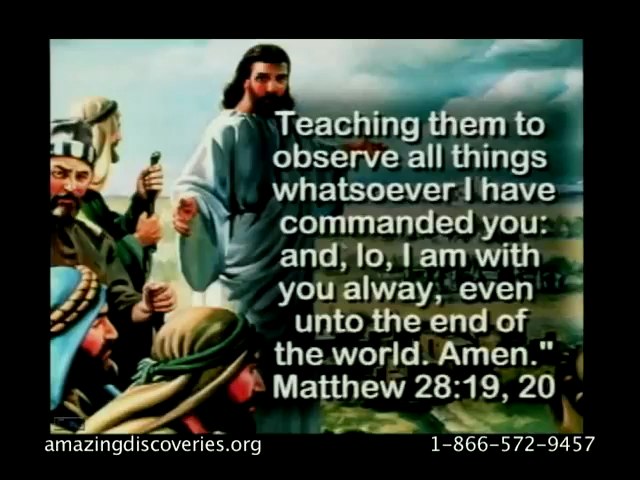 Teaching them to
observe all things
whatsoever I have
commanded you:
and, lo, I am with
you alway, even
unto the end of
the world. Amen."
Matthew 28:19, 20
amazingdiscoveries.org
1-866-572-9457